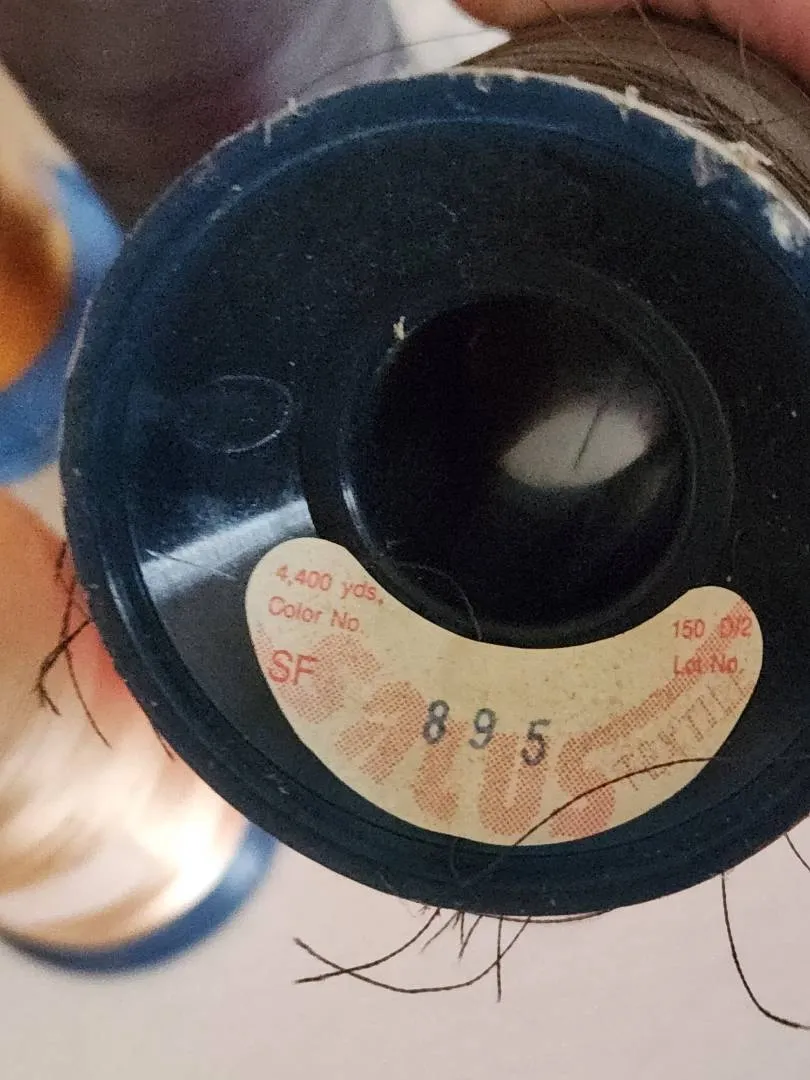 4,400 yds.
Color No.
SF
150 D/2
Lot No.
895
SALUS
TEXTILE